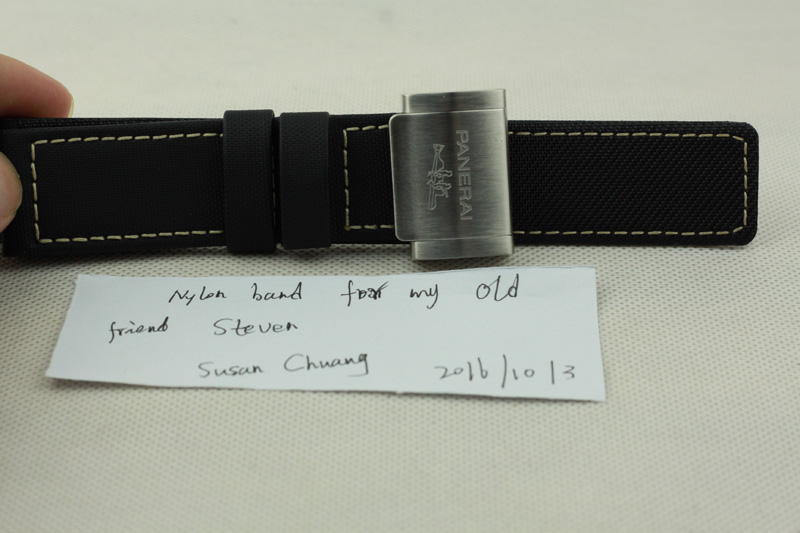 PANERAI
Nylon band for my old
friend Steven
Susan Chuang 2016/10/3